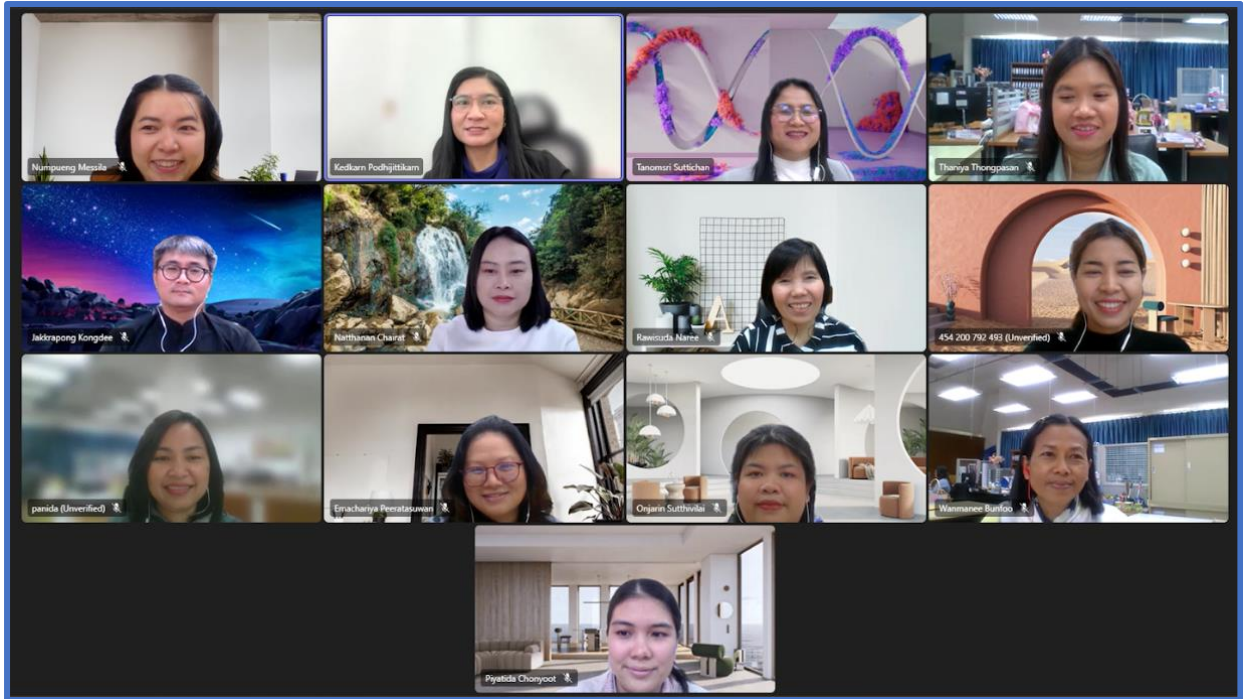 Numpueng Messila
Kedkarn Podhijittikarn
Tanomsri Suttichan
Thaniya Thongpasan
Jakkrapong Kongdee
Natthanan Chairat
Rawisuda Naree
454 200 792 493 (Unverified)
panida (Unverified)
Emachariya Peeratasuwan
Onjarin Sutthivilai
Wanmanee Bunfoo
Piyatida Chonyoot
A